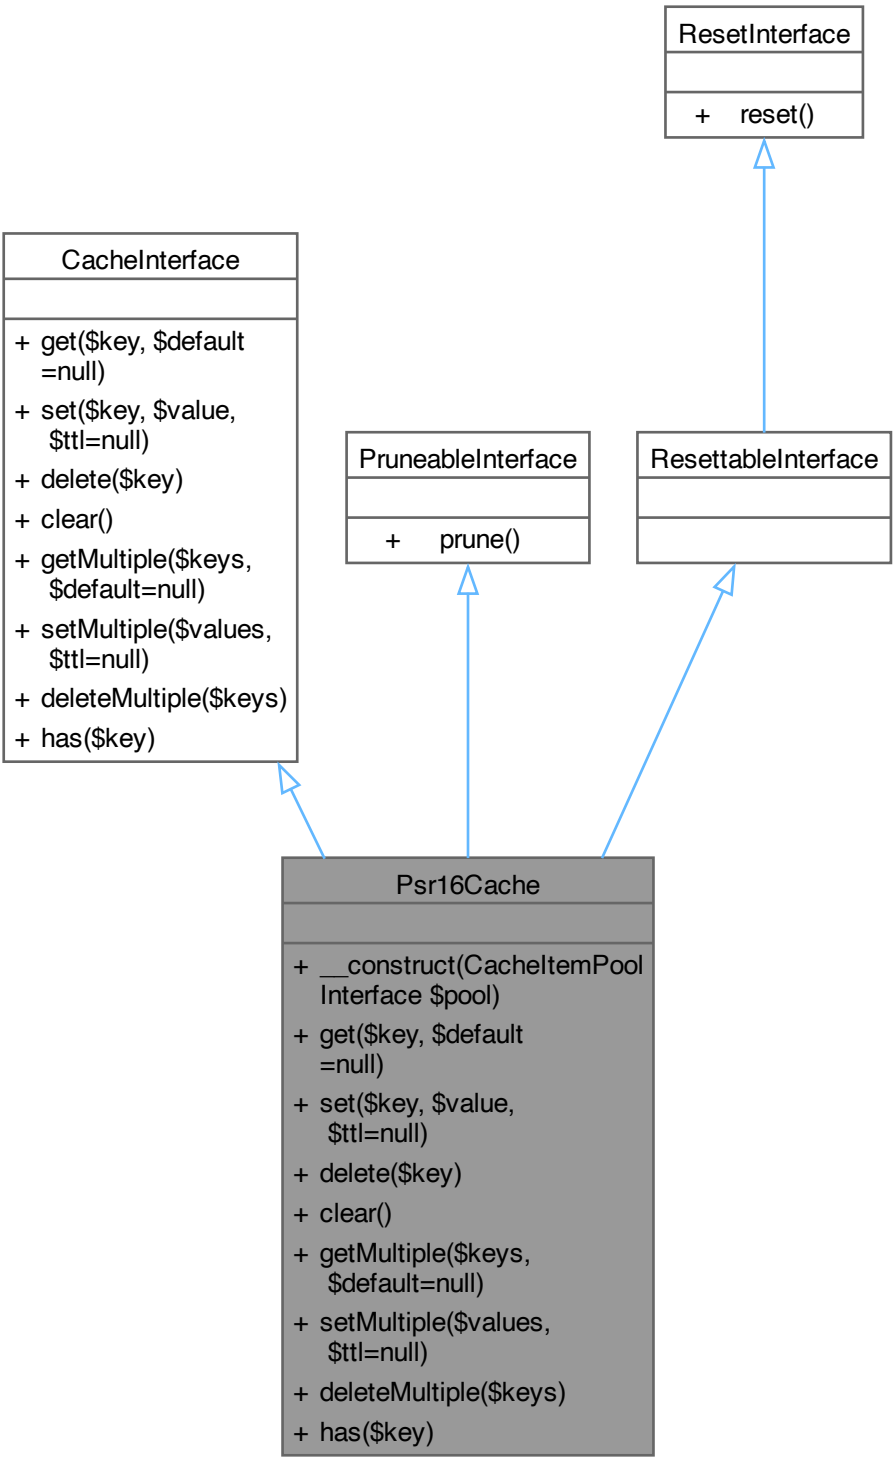 ResetInterface
+ reset()
CacheInterface
+ get($key, $default
=null)
+ set($key, $value,
$ttl=null)
+ delete($key)
+ clear()
+ getMultiple($keys,
$default=null)
+ setMultiple($values,
$ttl=null)
+ deleteMultiple($keys)
+ has($key)
PruneableInterface
+ prune()
ResettableInterface
Psr16Cache
+ __construct(CacheItemPool
Interface $pool)
+ get($key, $default
=null)
+ set($key, $value,
$ttl=null)
+ delete($key)
+ clear()
+ getMultiple($keys,
$default=null)
+ setMultiple($values,
$ttl=null)
+ deleteMultiple($keys)
+ has($key)